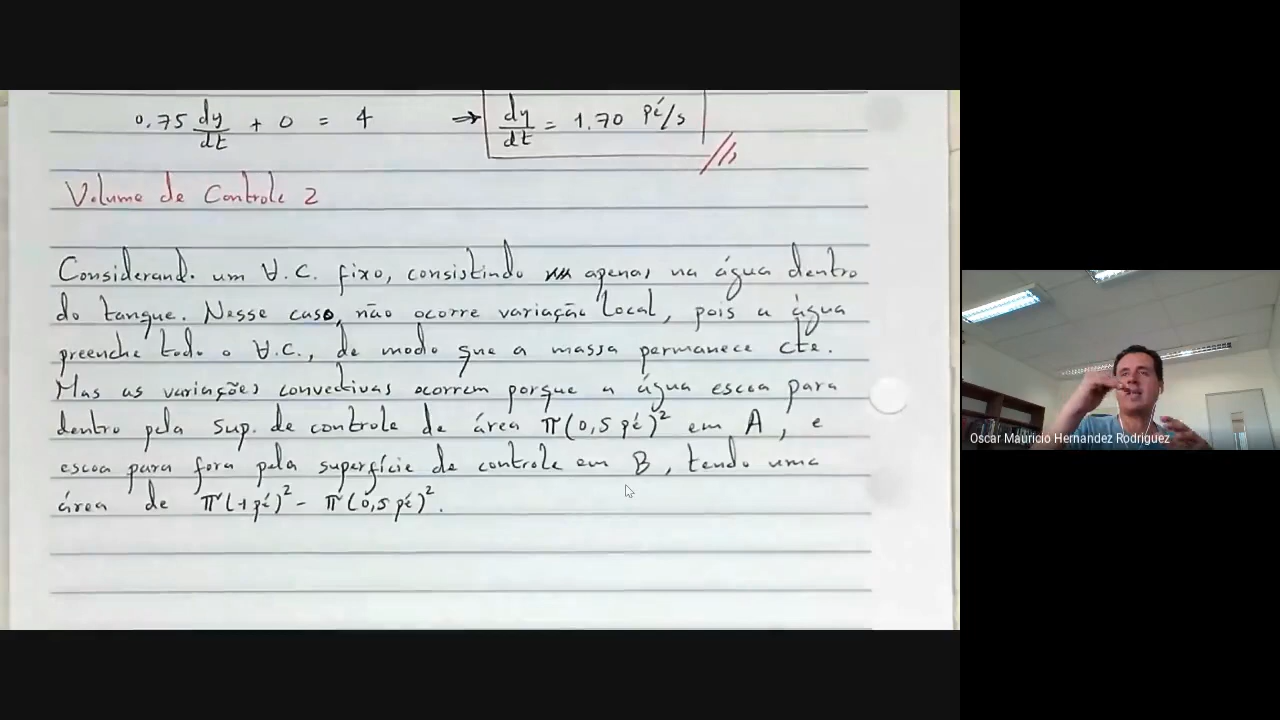 0.75 dy/dt + 0 = 4 ⇒ dy/dt = 1.70 pé/s
Volume de Controle 2
Considerand. um ∀.C. fixo, consistindo apenas na água dentro
do tanque. Nesse caso, não ocorre variação local, pois a água
preenche todo o ∀.C., de modo que a massa permanece cte.
Mas as variações convectivas ocorrem porque a água escoa para
dentro pela sup. de controle de área π(0,5 pé)² em A, e
escoa para fora pela superfície de controle em B, tendo uma
área de π(1pé)² - π(0,5pé)².
Oscar Mauricio Hernandez Rodriguez